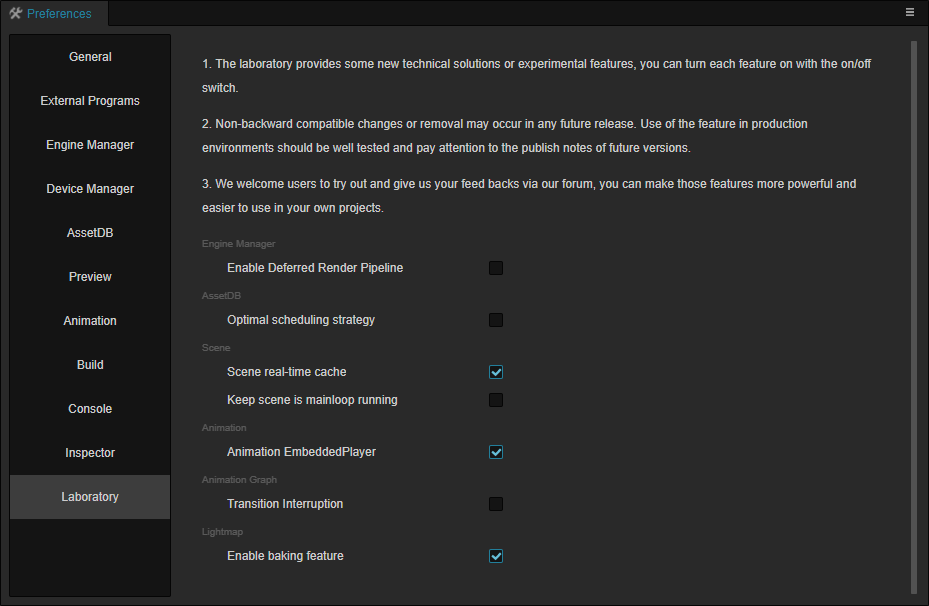 Preferences
General
External Programs
Engine Manager
Device Manager
AssetDB
Preview
Animation
Build
Console
Inspector
Laboratory
1. The laboratory provides some new technical solutions or experimental features, you can turn each feature on with the on/off
switch.
2. Non-backward compatible changes or removal may occur in any future release. Use of the feature in production
environments should be well tested and pay attention to the publish notes of future versions.
3. We welcome users to try out and give us your feed backs via our forum, you can make those features more powerful and
easier to use in your own projects.
Engine Manager
Enable Deferred Render Pipeline
AssetDB
Optimal scheduling strategy
Scene
Scene real-time cache
Keep scene is mainloop running
Animation
Animation EmbeddedPlayer
Animation Graph
Transition Interruption
Lightmap
Enable baking feature